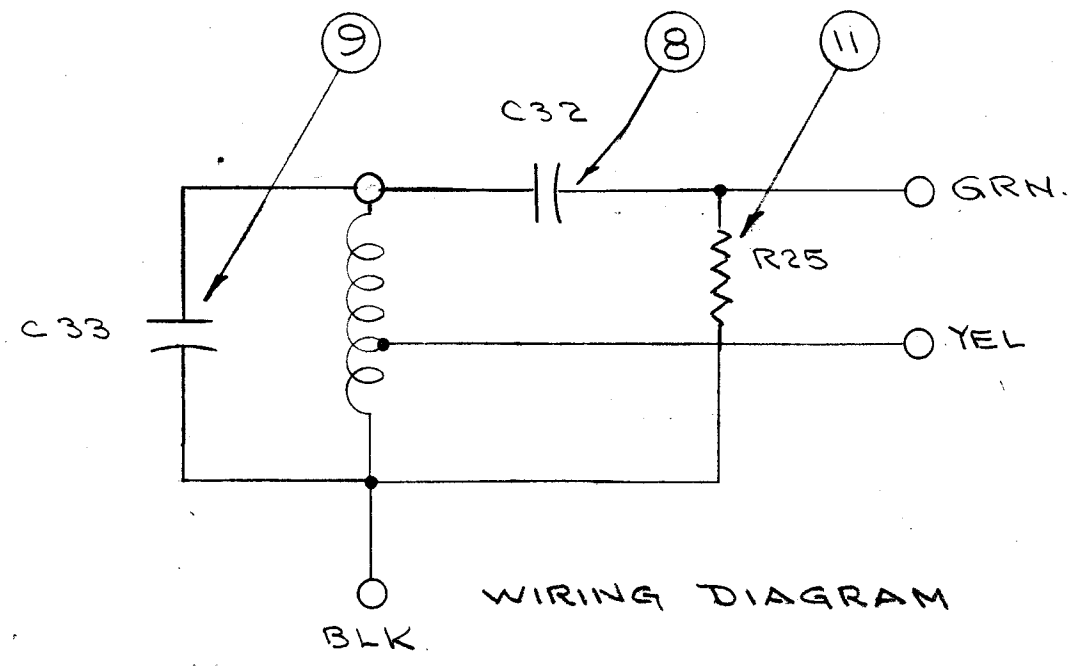 9
8
11
C32
GRN.
R25
C33
YEL
WIRING DIAGRAM
BLK.